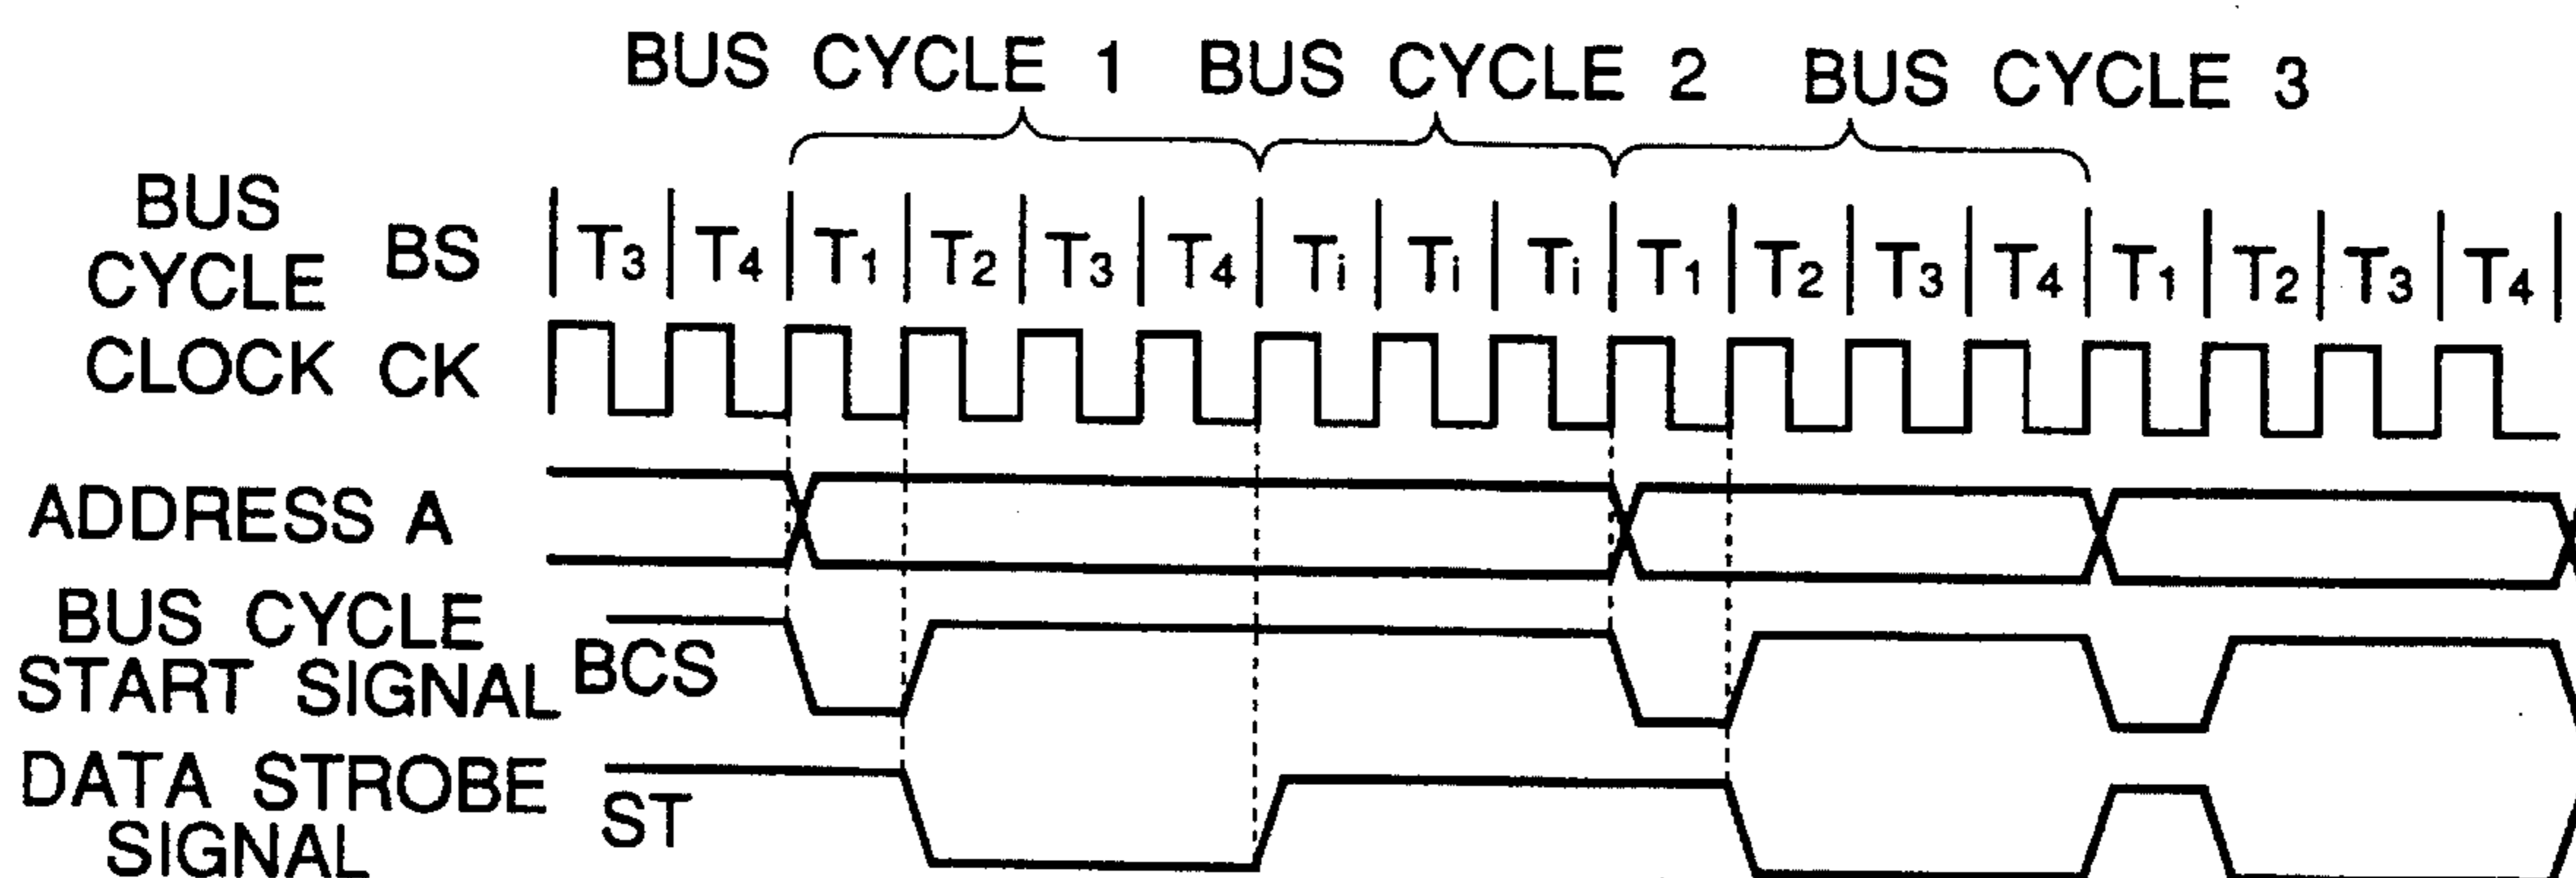 BUS CYCLE 1 BUS CYCLE 2 BUS CYCLE 3
BUS
CYCLE BS T3 T4 T1 T2 T3 T4 Ti Ti Ti T1 T2 T3 T4 T1 T2 T3 T4
CLOCK CK
ADDRESS A
BUS CYCLE
START SIGNAL BCS
DATA STROBE
SIGNAL ST